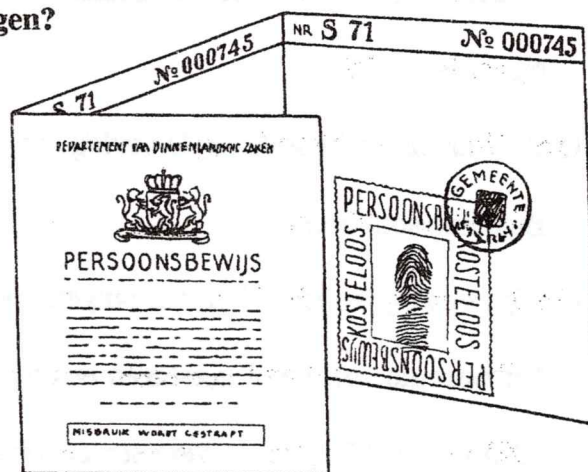 gen?
S 71 № 000745
NR S 71 № 000745
DEPARTEMENT VAN BINNENLANDSCHE ZAKEN
PERSOONSBEWIJS
MISBRUIK WORDT GESTRAFT
GEMEENTE
PERSOONSBE
KOSTELOOS
KOSTELOOS
PERSOONSBEWIJS